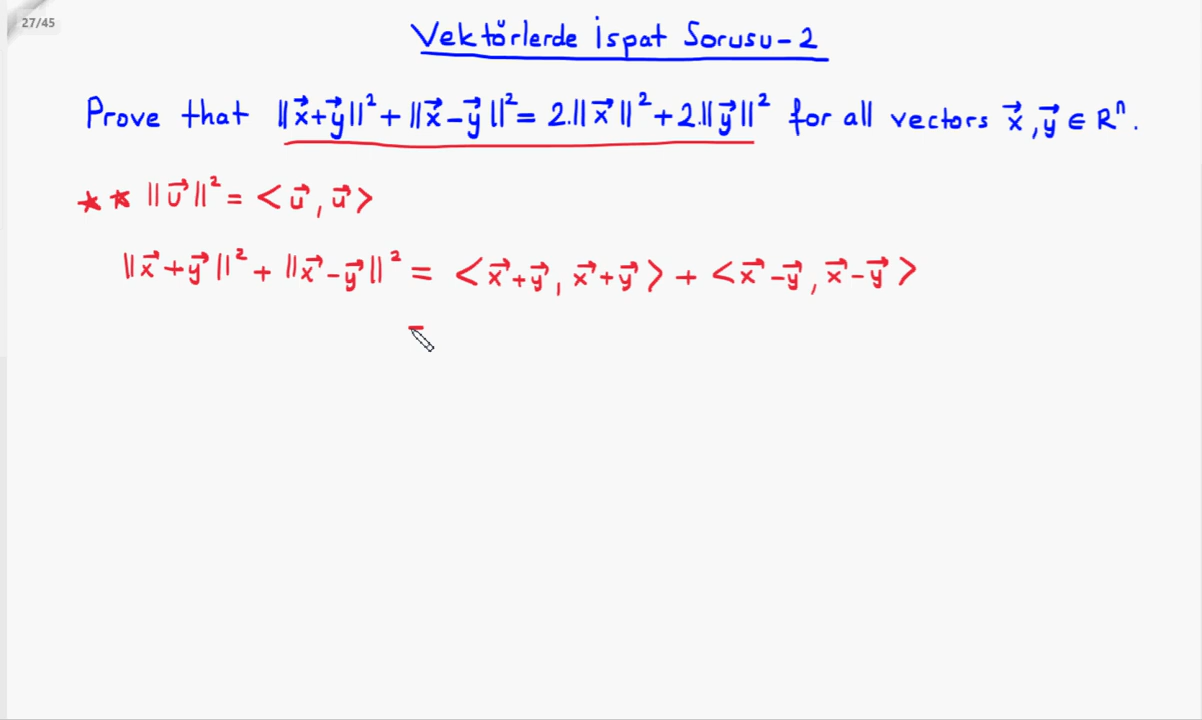 27/45
Vektörlerde İspat Sorusu-2
Prove that ||x⃗+y⃗||²+||x⃗-y⃗||²= 2.||x⃗||²+2.||y⃗||² for all vectors x⃗,y⃗ ∈ Rⁿ.
★★ ||u⃗||²= <u⃗,u⃗>
||x⃗+y⃗||²+||x⃗-y⃗||²= <x⃗+y⃗,x⃗+y⃗> + <x⃗-y⃗,x⃗-y⃗>